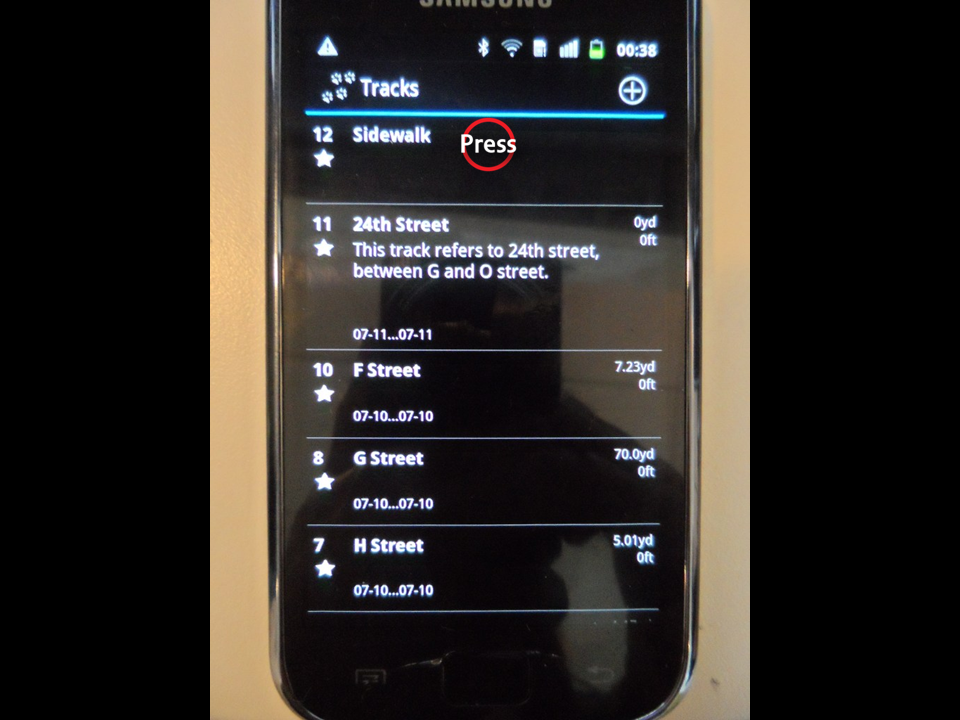 SAMSUNG
00:38
Tracks
12 Sidewalk
Press
11 24th Street 0yd
0ft
This track refers to 24th street,
between G and O street.
07-11...07-11
10 F Street 7.23yd
0ft
07-10...07-10
8 G Street 70.0yd
0ft
07-10...07-10
7 H Street 5.01yd
0ft
07-10...07-10